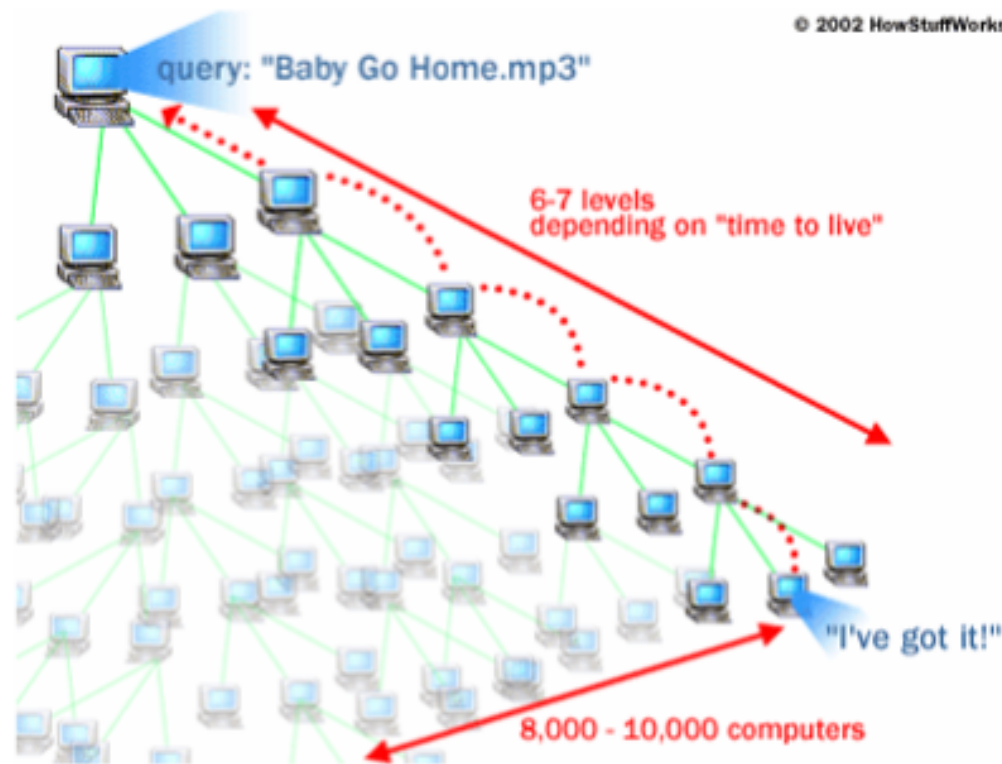 © 2002 HowStuffWorks
query: "Baby Go Home.mp3"
6-7 levels
depending on "time to live"
"I've got it!"
8,000 - 10,000 computers